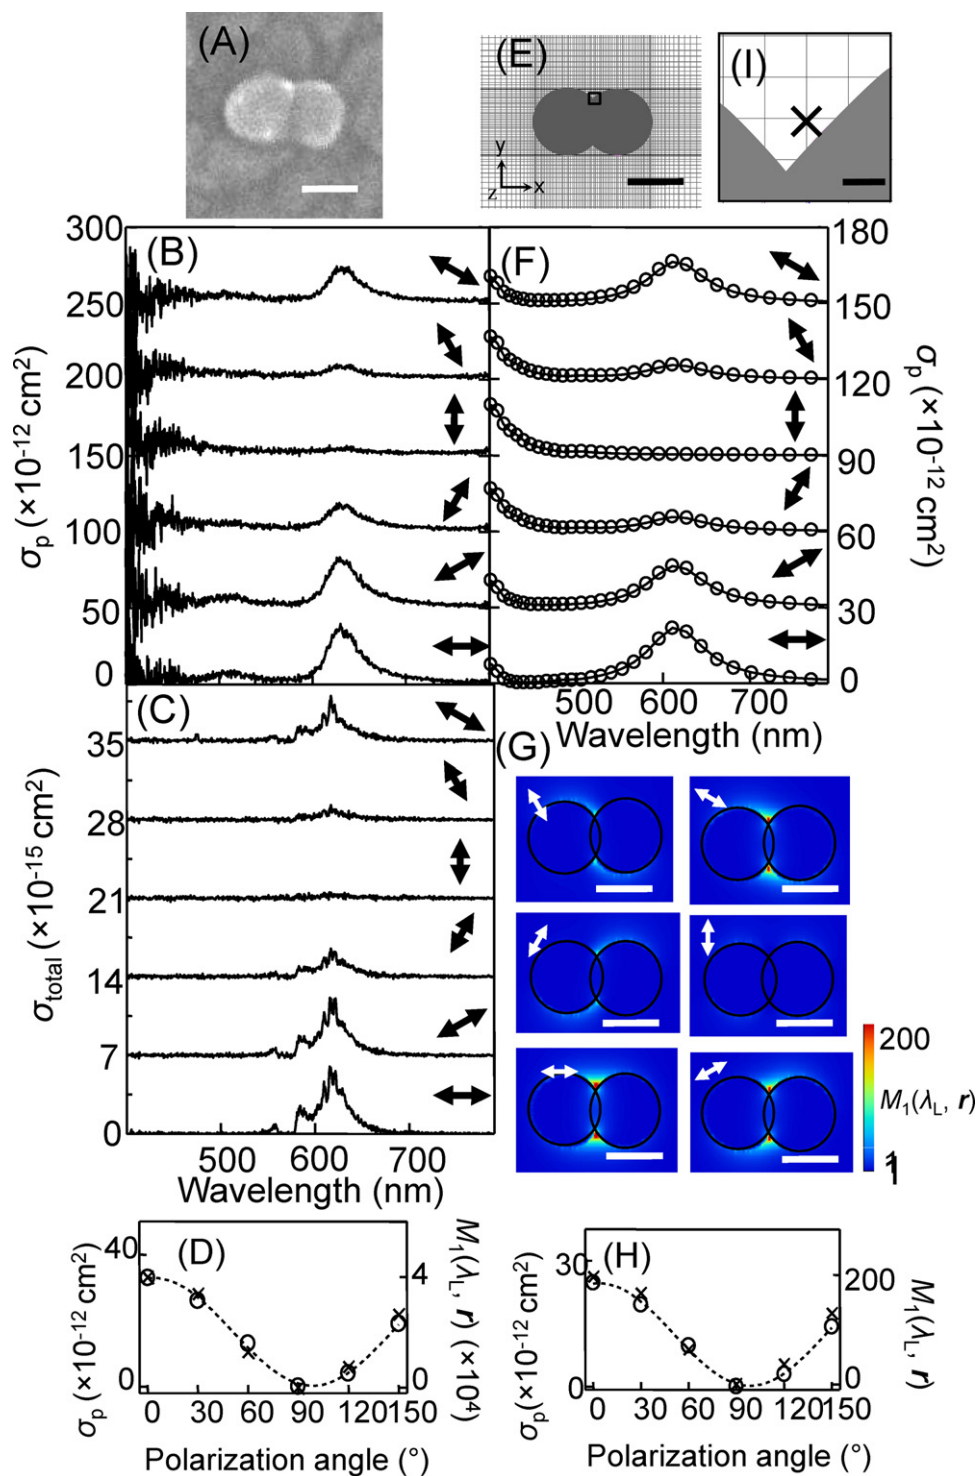 (A)
(E)
y
z
x
(I)
300
250
200
150
100
50
0
σp (×10-12 cm2)
(B)
(F)
180
150
120
90
60
30
0
σp (×10-12 cm2)
500 600 700
Wavelength (nm)
(C)
35
28
21
14
7
0
σtotal (×10-15 cm2)
500 600 700
Wavelength (nm)
(G)
200
M1(λL, r)
1
(D)
40
0
σp (×10-12 cm2)
4
0
M1(λL, r) (×104)
0 30 60 90 120 150
Polarization angle (°)
(H)
30
0
σp (×10-12 cm2)
200
0
M1(λL, r)
0 30 60 90 120 150
Polarization angle (°)